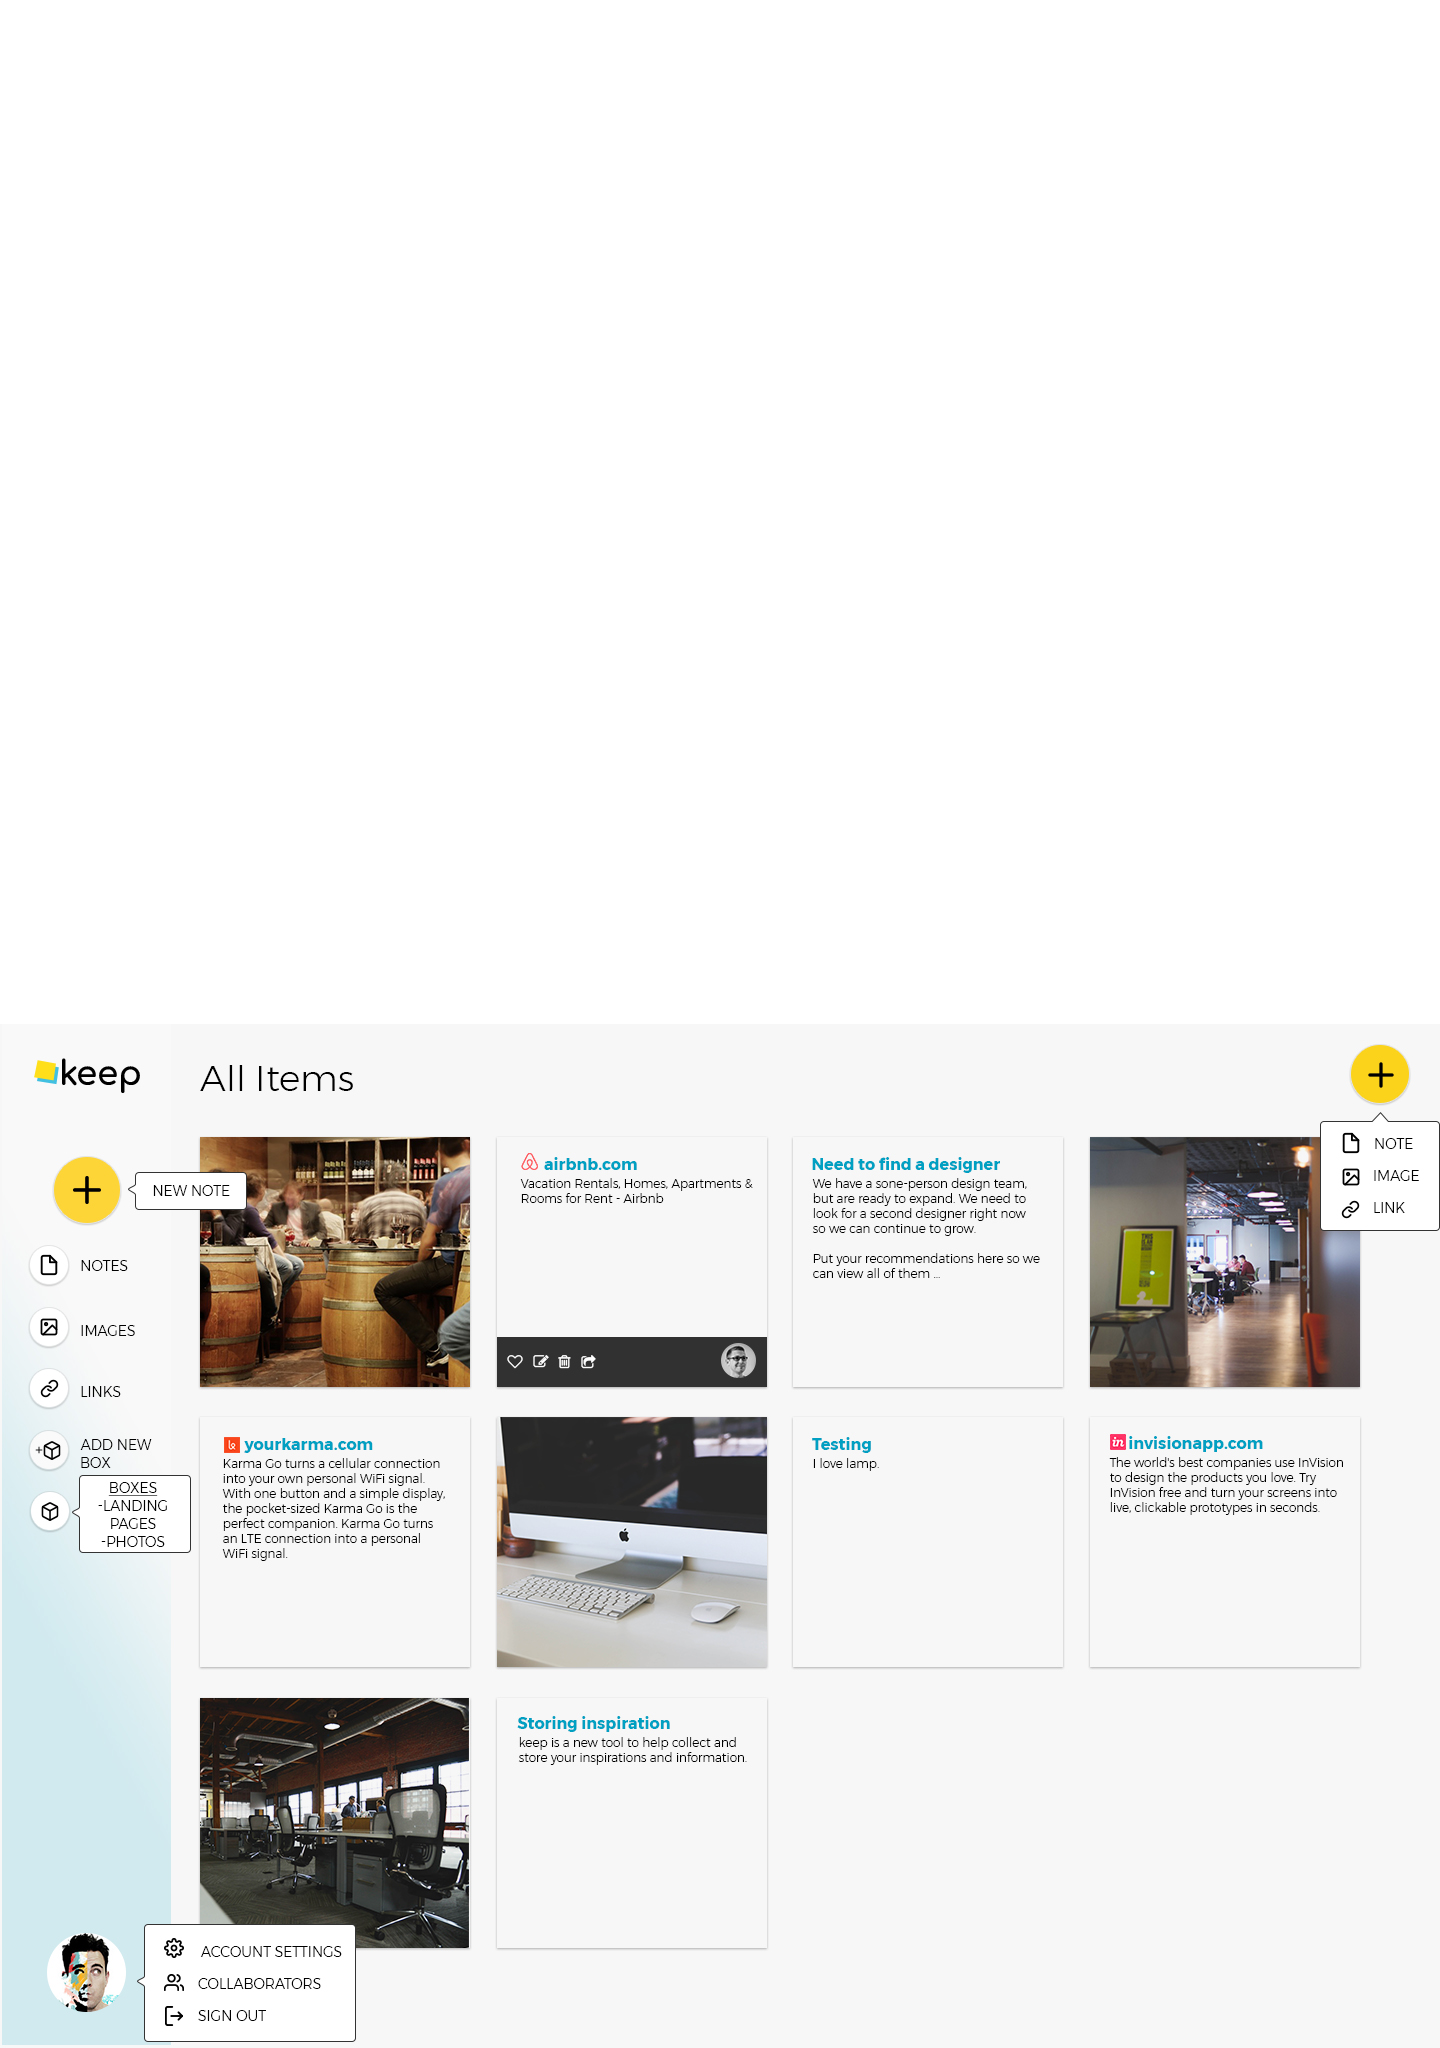 keep
All Items
NEW NOTE
NOTES
IMAGES
LINKS
ADD NEW
BOX
BOXES
-LANDING
PAGES
-PHOTOS
NOTE
IMAGE
LINK
airbnb.com
Vacation Rentals, Homes, Apartments &
Rooms for Rent - Airbnb
Need to find a designer
We have a sone-person design team,
but are ready to expand. We need to
look for a second designer right now
so we can continue to grow.
Put your recommendations here so we
can view all of them ...
yourkarma.com
Karma Go turns a cellular connection
into your own personal WiFi signal.
With one button and a simple display,
the pocket-sized Karma Go is the
perfect companion. Karma Go turns
an LTE connection into a personal
WiFi signal.
Testing
I love lamp.
in invisionapp.com
The world's best companies use InVision
to design the products you love. Try
InVision free and turn your screens into
live, clickable prototypes in seconds.
Storing inspiration
keep is a new tool to help collect and
store your inspirations and information.
ACCOUNT SETTINGS
COLLABORATORS
SIGN OUT